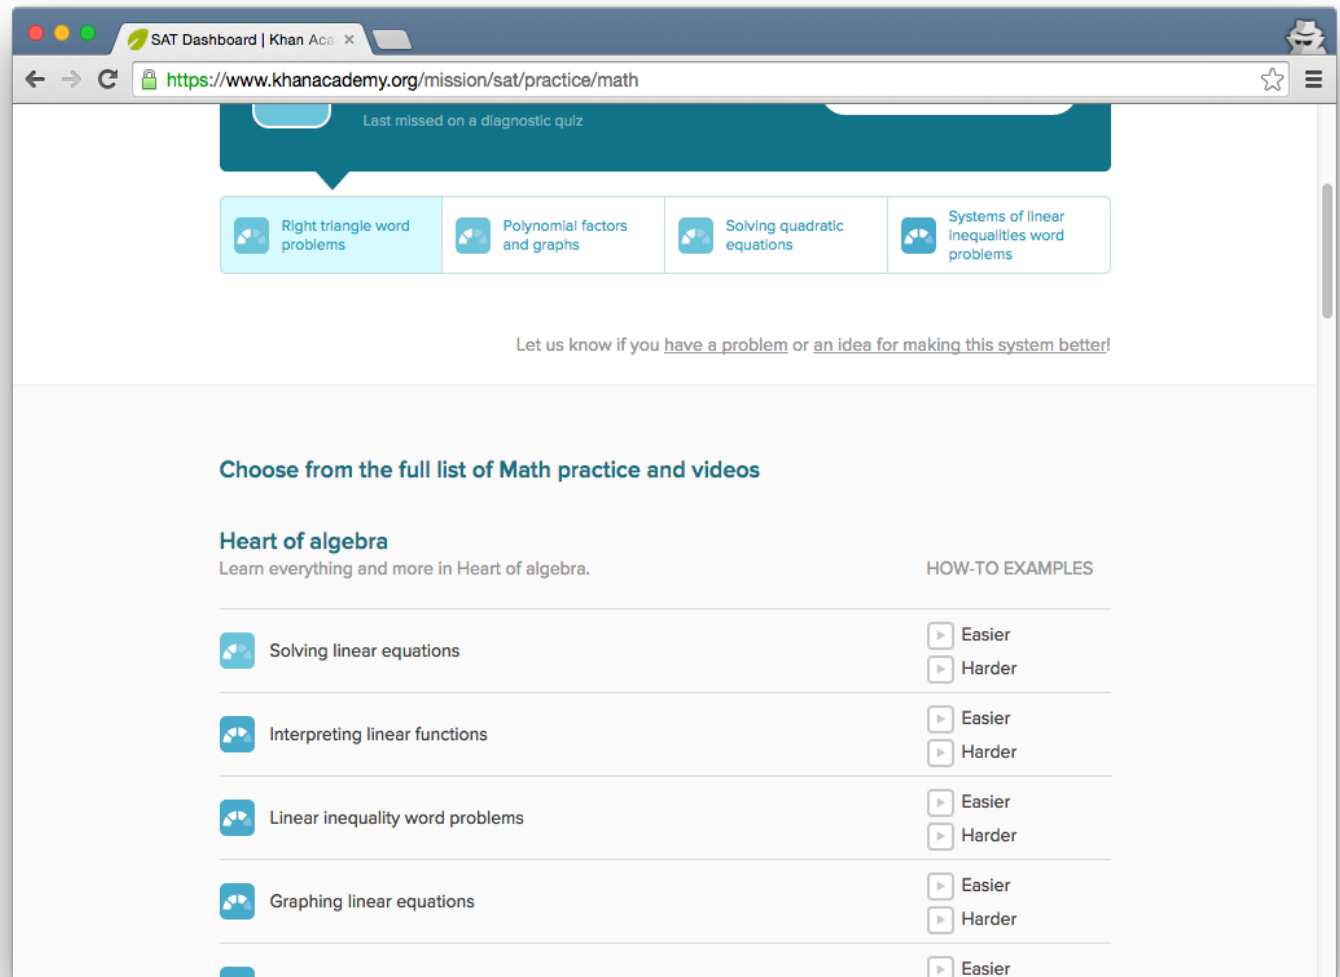 SAT Dashboard | Khan Aca
https://www.khanacademy.org/mission/sat/practice/math
Last missed on a diagnostic quiz
Right triangle word
problems
Polynomial factors
and graphs
Solving quadratic
equations
Systems of linear
inequalities word
problems
Let us know if you have a problem or an idea for making this system better!
Choose from the full list of Math practice and videos
Heart of algebra
Learn everything and more in Heart of algebra.
HOW-TO EXAMPLES
Solving linear equations
Easier
Harder
Interpreting linear functions
Easier
Harder
Linear inequality word problems
Easier
Harder
Graphing linear equations
Easier
Harder
Easier